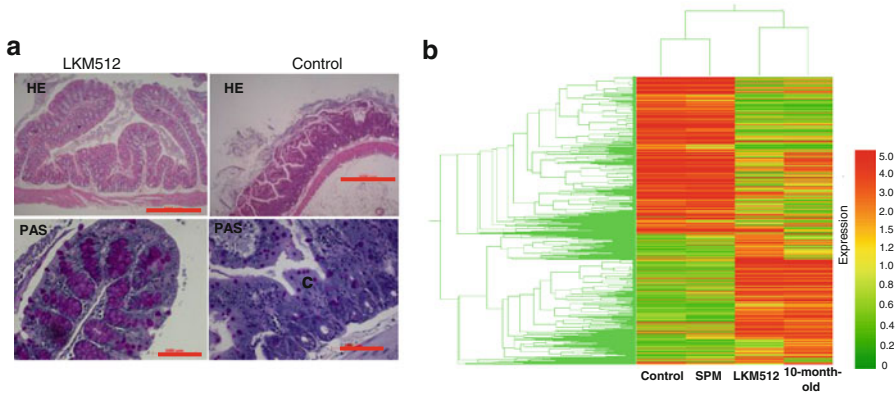 a
LKM512
Control
HE
HE
PAS
PAS
C
b
Control
SPM
LKM512
10-month-
old
Expression
5.0
4.0
3.0
2.0
1.5
1.2
1.0
0.8
0.6
0.4
0.2
0